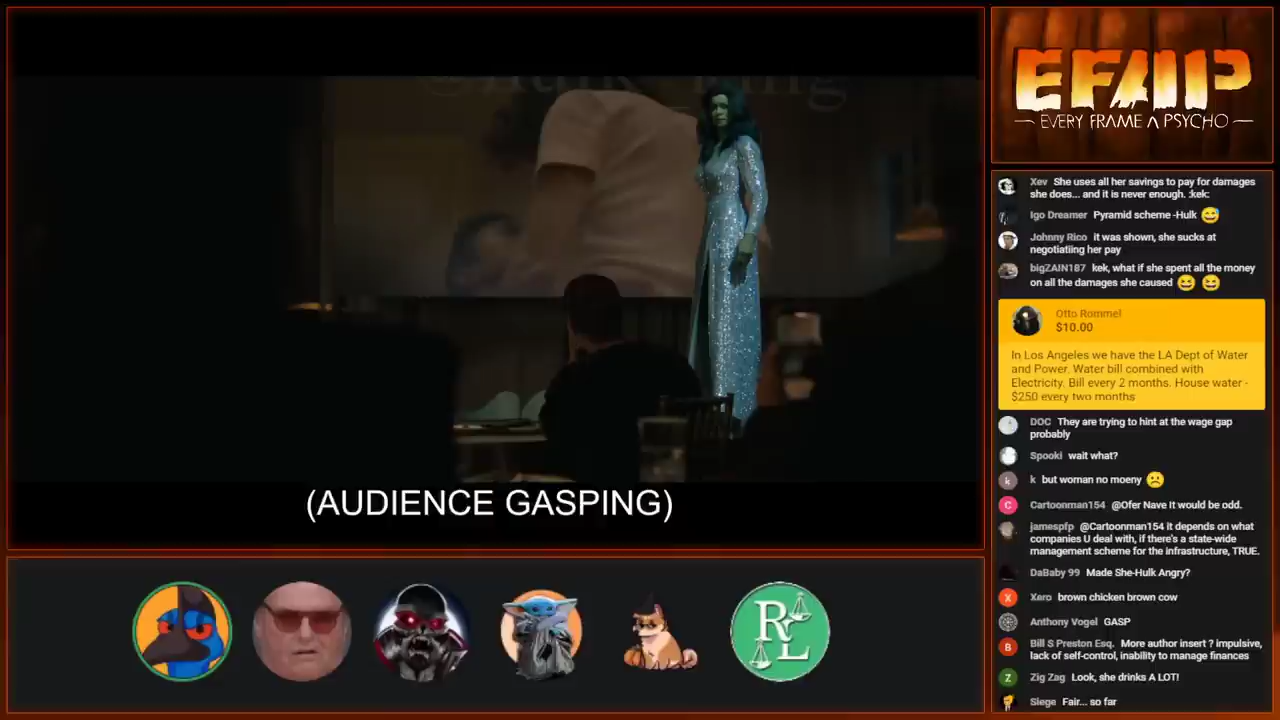 (AUDIENCE GASPING)
EFAP
EVERY FRAME A PSYCHO
Xev She uses all her savings to pay for damages
she does... and it is never enough. :kek:
Igo Dreamer Pyramid scheme -Hulk
Johnny Rico it was shown, she sucks at
negotatiing her pay
bigZAIN187 kek, what if she spent all the money
on all the damages she caused
Otto Rommel
$10.00
In Los Angeles we have the LA Dept of Water
and Power. Water bill combined with
Electricity. Bill every 2 months. House water -
$250 every two months
DOC They are trying to hint at the wage gap
probably
Spooki wait what?
k but woman no moeny
Cartoonman154 @Ofer Nave It would be odd.
jamespfp @Cartoonman154 it depends on what
companies U deal with, if there's a state-wide
management scheme for the infrastructure, TRUE.
DaBaby 99 Made She-Hulk Angry?
Xero brown chicken brown cow
Anthony Vogel GASP
Bill S Preston Esq. More author insert ? impulsive,
lack of self-control, inability to manage finances
Zig Zag Look, she drinks A LOT!
Siege Fair... so far
RL